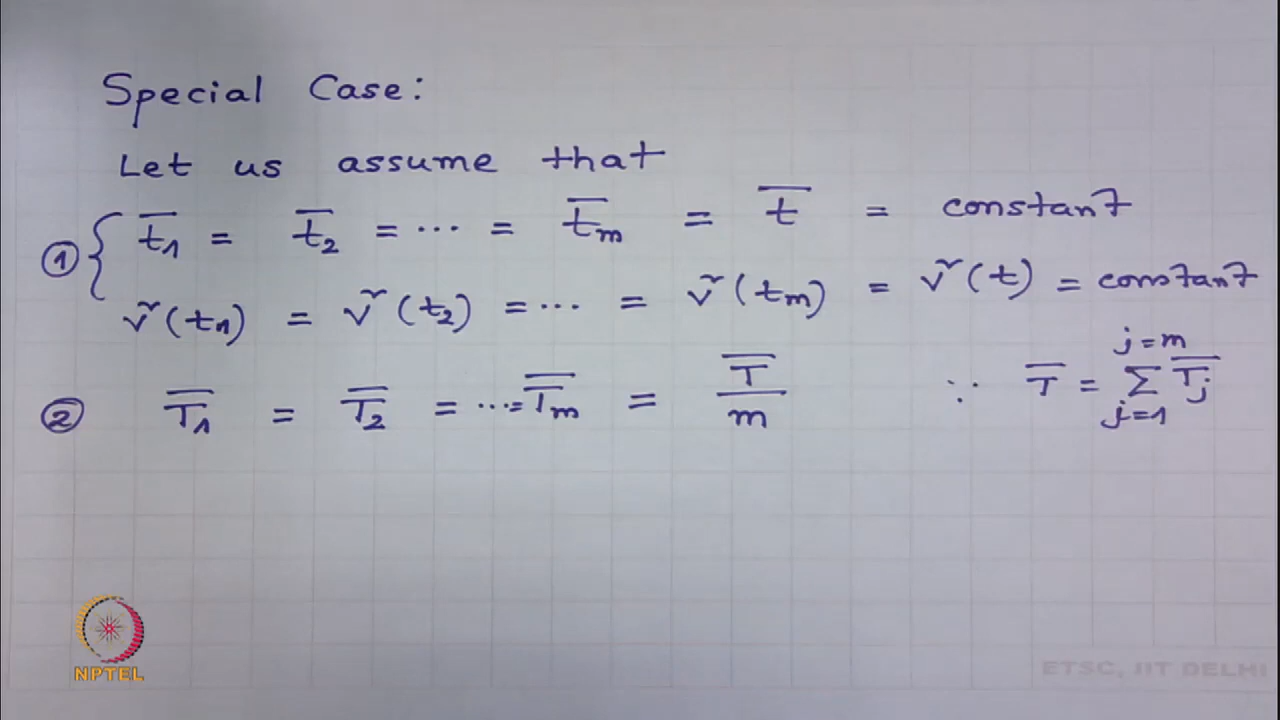 Special Case:
Let us assume that
① { t̅₁ = t̅₂ = ... = t̅ₘ = t̅ = constant
ṽ(t₁) = ṽ(t₂) = ... = ṽ(tₘ) = ṽ(t) = constant
② T̅₁ = T̅₂ = ...= T̅ₘ = T̅/m ∵ T̅ = Σ_{j=1}^{j=m} T̅ⱼ
NPTEL
ETSC, IIT DELHI